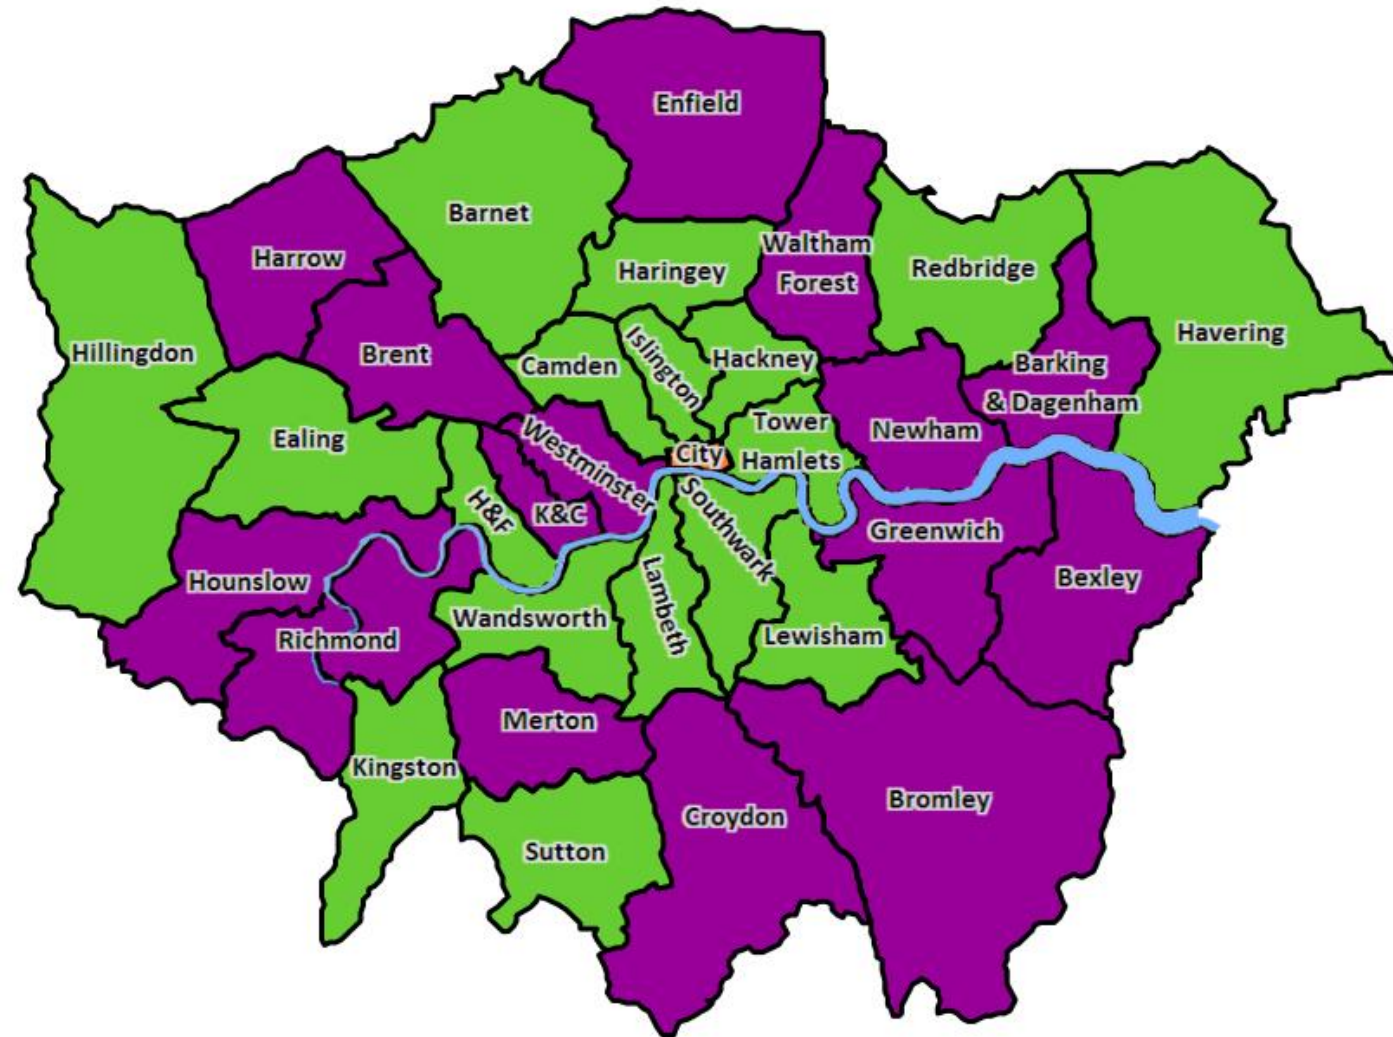 Enfield
Barnet
Harrow
Haringey
Waltham
Forest
Redbridge
Havering
Hillingdon
Brent
Camden
Islington
Hackney
Barking
& Dagenham
Ealing
Westminster
City
Tower
Hamlets
Newham
H&F
K&C
Southwark
Greenwich
Hounslow
Bexley
Richmond
Wandsworth
Lambeth
Lewisham
Merton
Kingston
Croydon
Bromley
Sutton